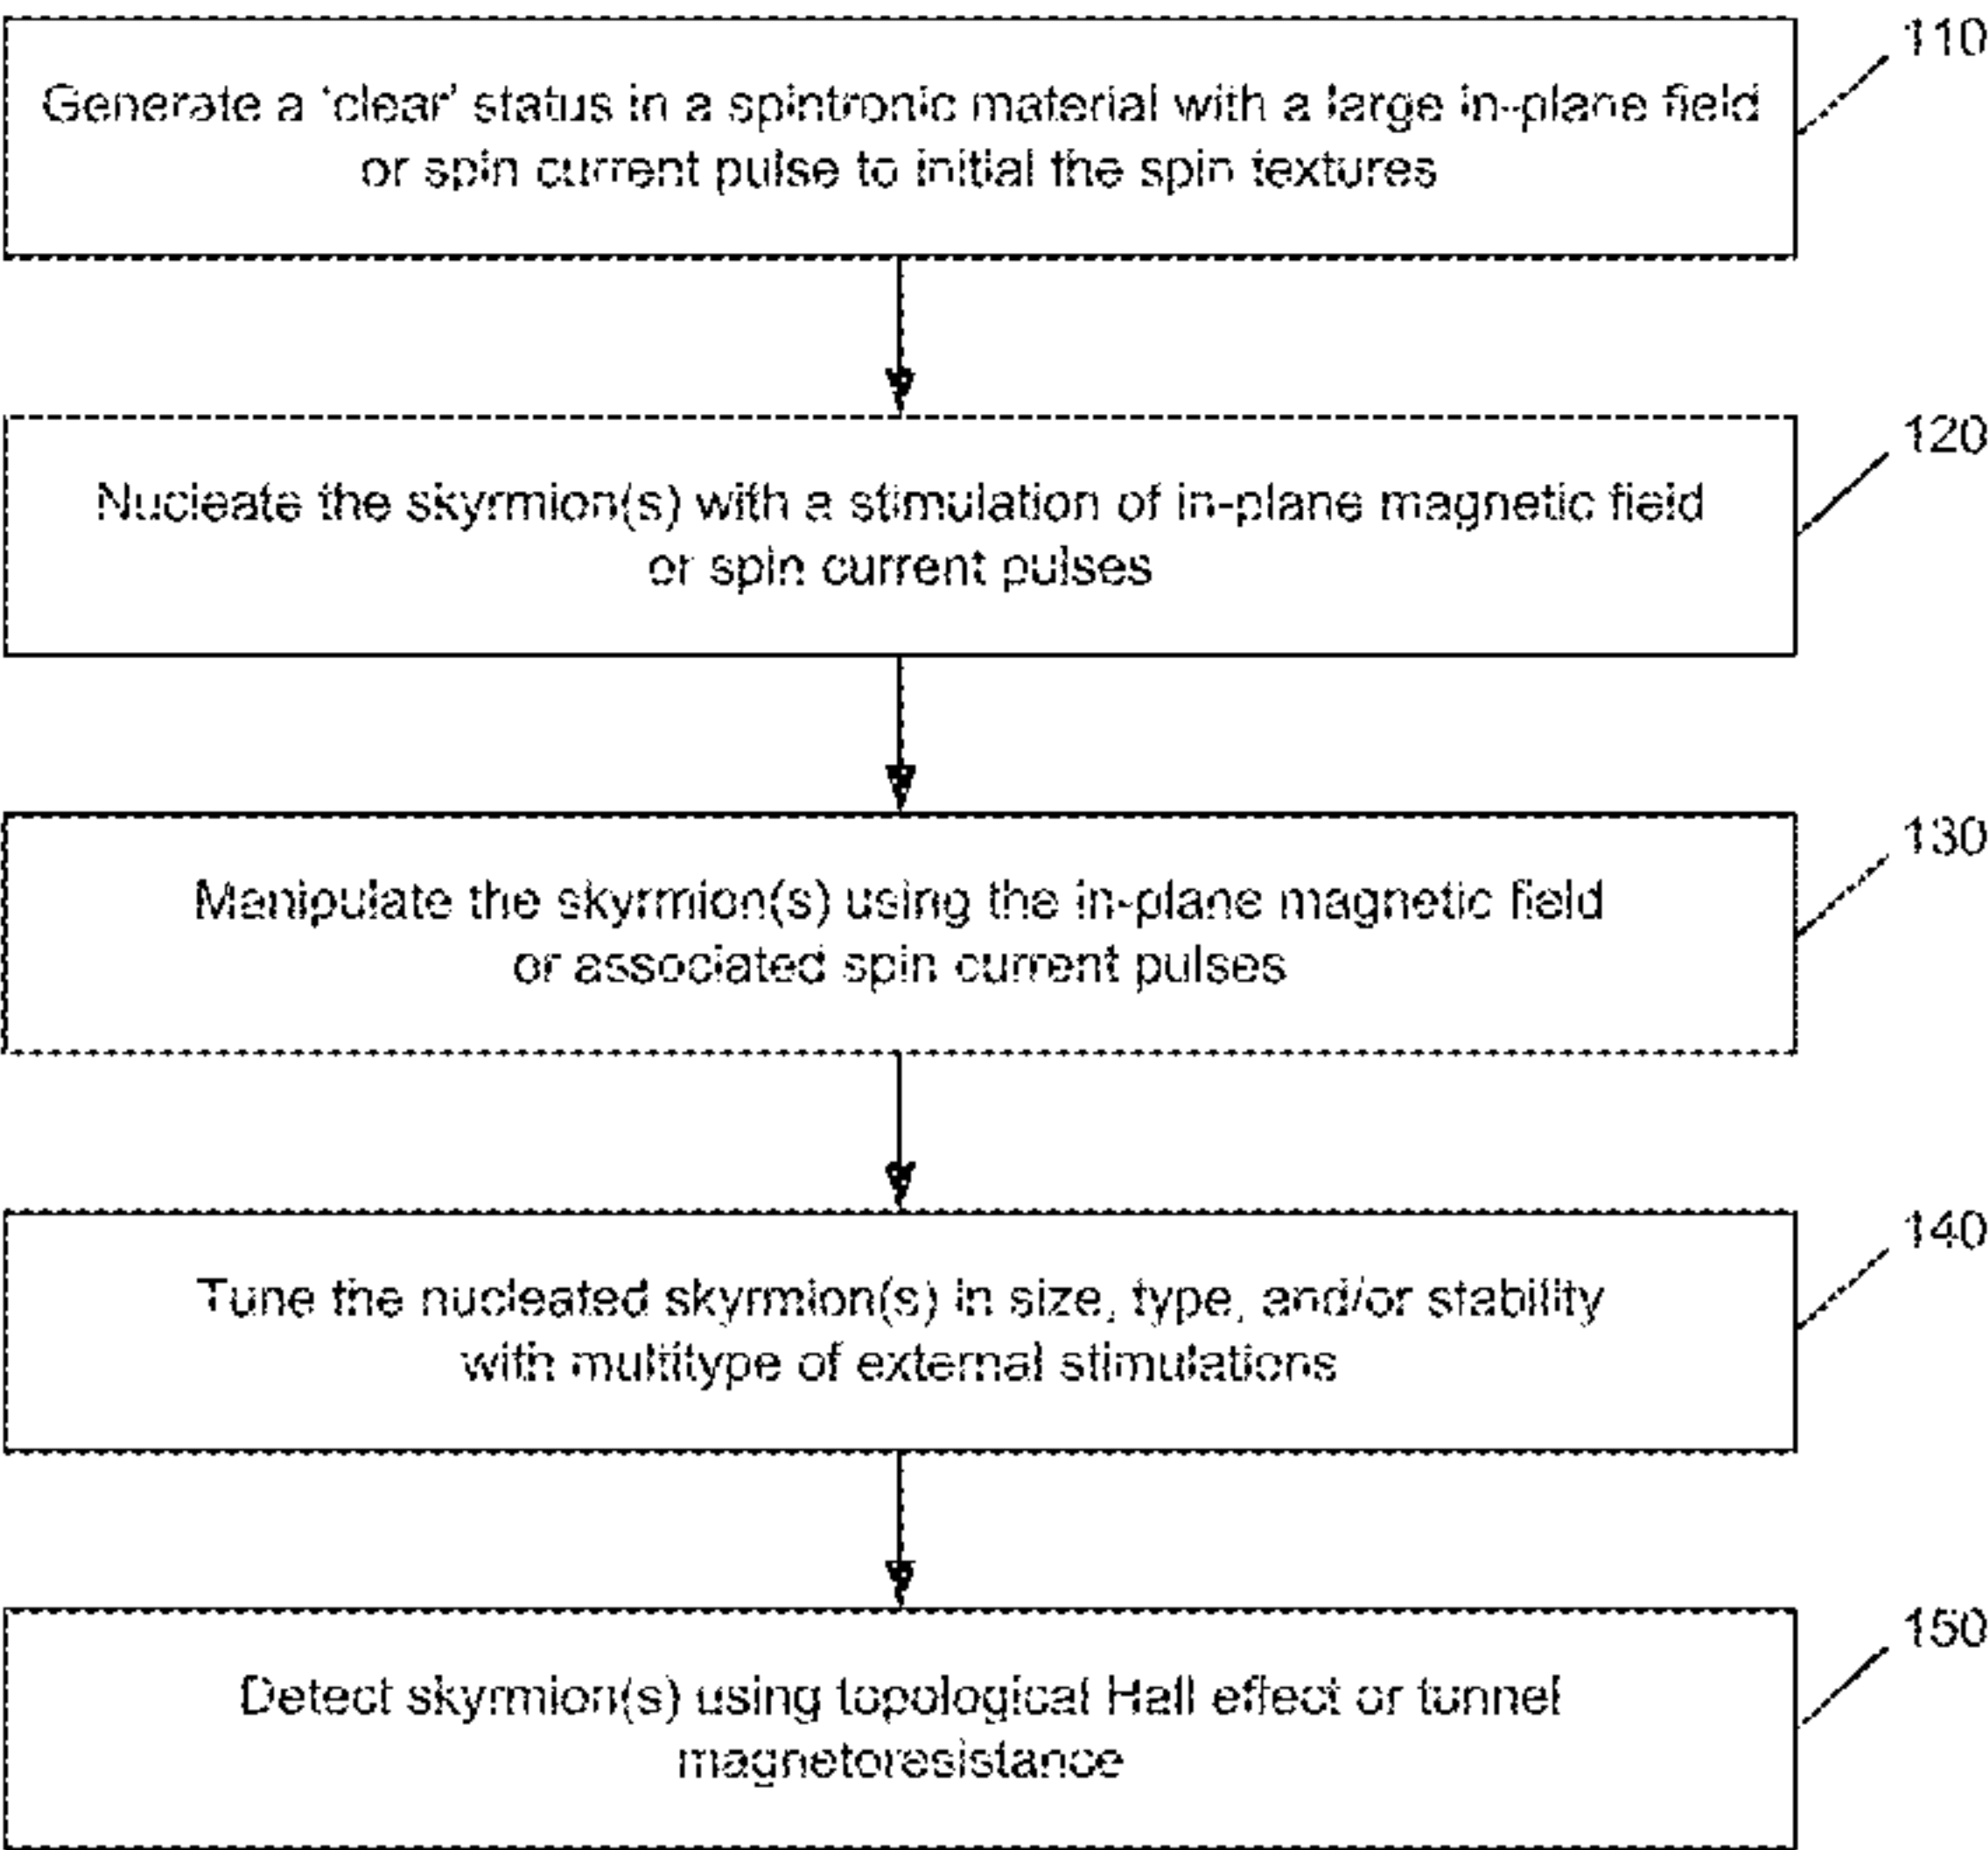 110
Generate a 'clear' status in a spintronic material with a large in-plane field
or spin current pulse to initial the spin textures
120
Nucleate the skyrmion(s) with a stimulation of in-plane magnetic field
or spin current pulses
130
Manipulate the skyrmion(s) using the in-plane magnetic field
or associated spin current pulses
140
Tune the nucleated skyrmion(s) in size, type, and/or stability
with multitype of external stimulations
150
Detect skyrmion(s) using topological Hall effect or tunnel
magnetoresistance